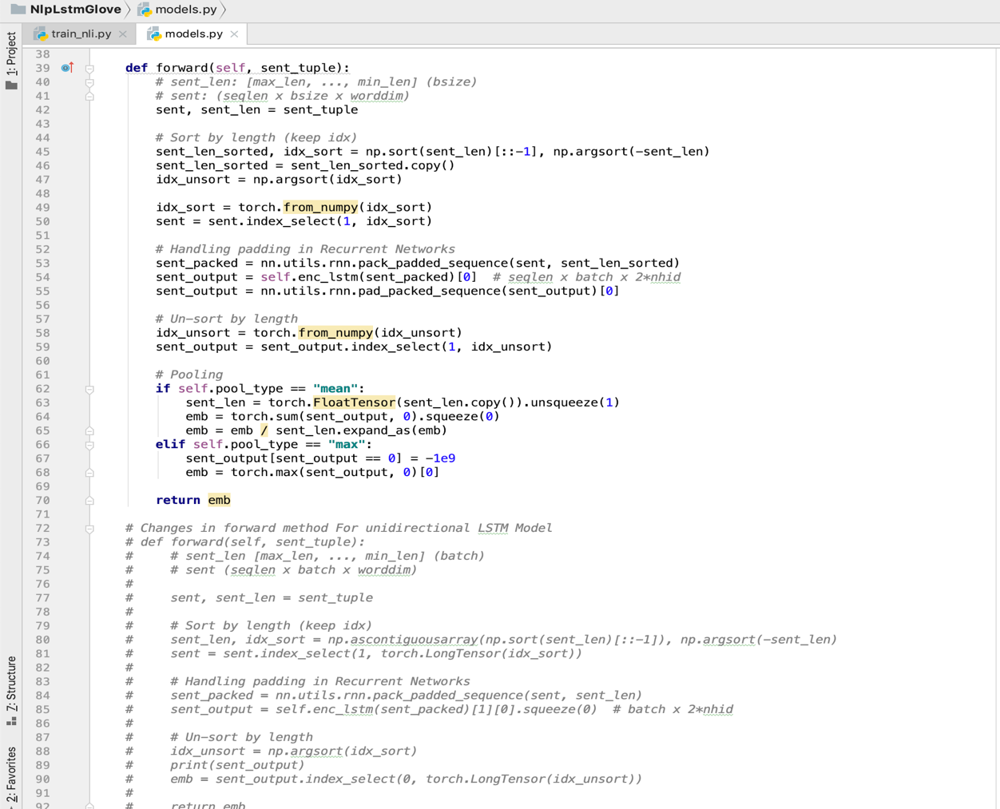 NlpLstmGlove models.py
train_nli.py models.py
1: Project
7: Structure
2: Favorites
38
39 def forward(self, sent_tuple):
40 # sent_len: [max_len, ..., min_len] (bsize)
41 # sent: (seqlen x bsize x worddim)
42 sent, sent_len = sent_tuple
43
44 # Sort by length (keep idx)
45 sent_len_sorted, idx_sort = np.sort(sent_len)[::-1], np.argsort(-sent_len)
46 sent_len_sorted = sent_len_sorted.copy()
47 idx_unsort = np.argsort(idx_sort)
48
49 idx_sort = torch.from_numpy(idx_sort)
50 sent = sent.index_select(1, idx_sort)
51
52 # Handling padding in Recurrent Networks
53 sent_packed = nn.utils.rnn.pack_padded_sequence(sent, sent_len_sorted)
54 sent_output = self.enc_lstm(sent_packed)[0]  # seqlen x batch x 2*nhid
55 sent_output = nn.utils.rnn.pad_packed_sequence(sent_output)[0]
56
57 # Un-sort by length
58 idx_unsort = torch.from_numpy(idx_unsort)
59 sent_output = sent_output.index_select(1, idx_unsort)
60
61 # Pooling
62 if self.pool_type == "mean":
63 sent_len = torch.FloatTensor(sent_len.copy()).unsqueeze(1)
64 emb = torch.sum(sent_output, 0).squeeze(0)
65 emb = emb / sent_len.expand_as(emb)
66 elif self.pool_type == "max":
67 sent_output[sent_output == 0] = -1e9
68 emb = torch.max(sent_output, 0)[0]
69
70 return emb
71
72 # Changes in forward method For unidirectional LSTM Model
73 # def forward(self, sent_tuple):
74 #     # sent_len [max_len, ..., min_len] (batch)
75 #     # sent (seqlen x batch x worddim)
76 #
77 #     sent, sent_len = sent_tuple
78 #
79 #     # Sort by length (keep idx)
80 #     sent_len, idx_sort = np.ascontiguousarray(np.sort(sent_len)[::-1]), np.argsort(-sent_len)
81 #     sent = sent.index_select(1, torch.LongTensor(idx_sort))
82 #
83 #     # Handling padding in Recurrent Networks
84 #     sent_packed = nn.utils.rnn.pack_padded_sequence(sent, sent_len)
85 #     sent_output = self.enc_lstm(sent_packed)[1][0].squeeze(0)  # batch x 2*nhid
86 #
87 #     # Un-sort by length
88 #     idx_unsort = np.argsort(idx_sort)
89 #     print(sent_output)
90 #     emb = sent_output.index_select(0, torch.LongTensor(idx_unsort))
91 #
92 #     return emb